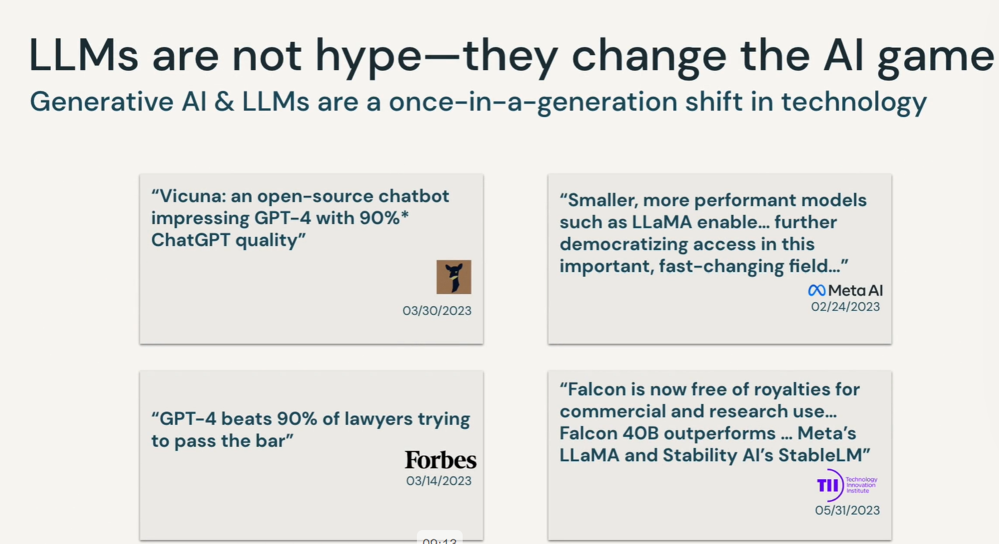 LLMs are not hype—they change the AI game
Generative AI & LLMs are a once-in-a-generation shift in technology
“Vicuna: an open-source chatbot
impressing GPT-4 with 90%*
ChatGPT quality”
03/30/2023
“Smaller, more performant models
such as LLaMA enable... further
democratizing access in this
important, fast-changing field...”
Meta AI
02/24/2023
“GPT-4 beats 90% of lawyers trying
to pass the bar”
Forbes
03/14/2023
“Falcon is now free of royalties for
commercial and research use...
Falcon 40B outperforms ... Meta’s
LLaMA and Stability AI’s StableLM”
TII
Technology
Innovation
Institute
05/31/2023
09:13